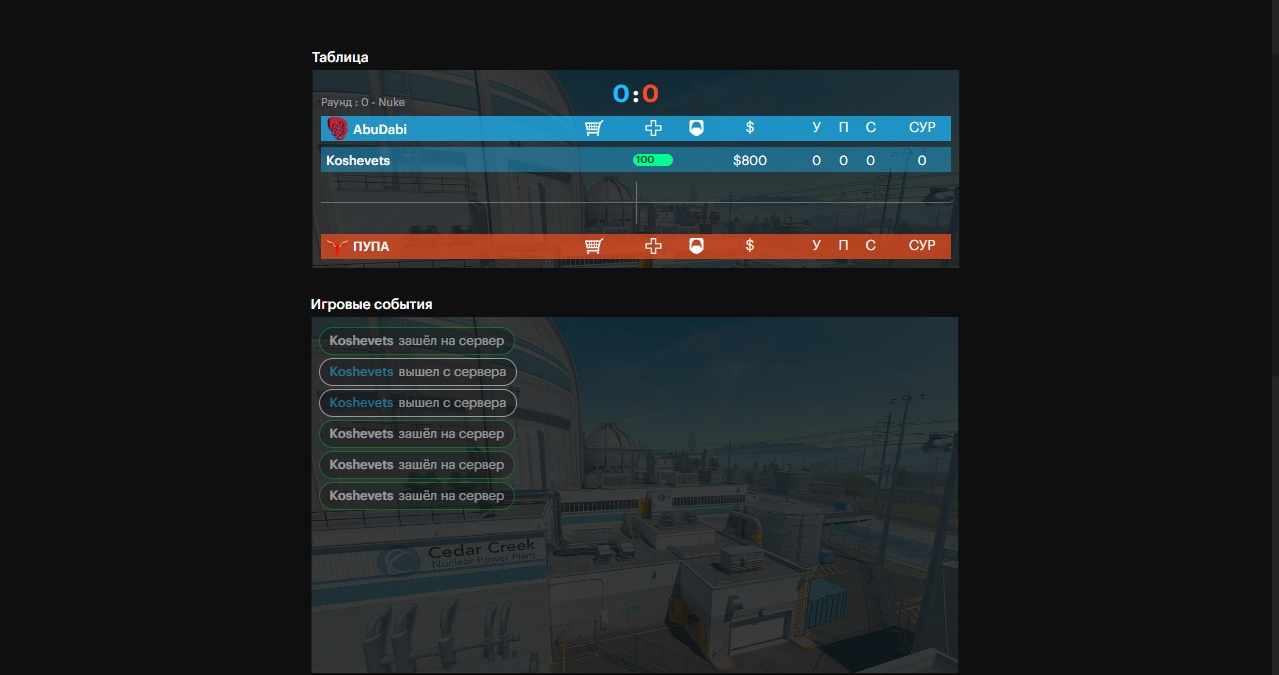 Таблица
0:0
Раунд : 0 - Nuke
AbuDabi $ У П С СУР
Koshevets 100 $800 0 0 0 0
ПУПА $ У П С СУР
Игровые события
Koshevets зашёл на сервер
Koshevets вышел с сервера
Koshevets вышел с сервера
Koshevets зашёл на сервер
Koshevets зашёл на сервер
Koshevets зашёл на сервер
Cedar Creek
Nuclear Power Plant